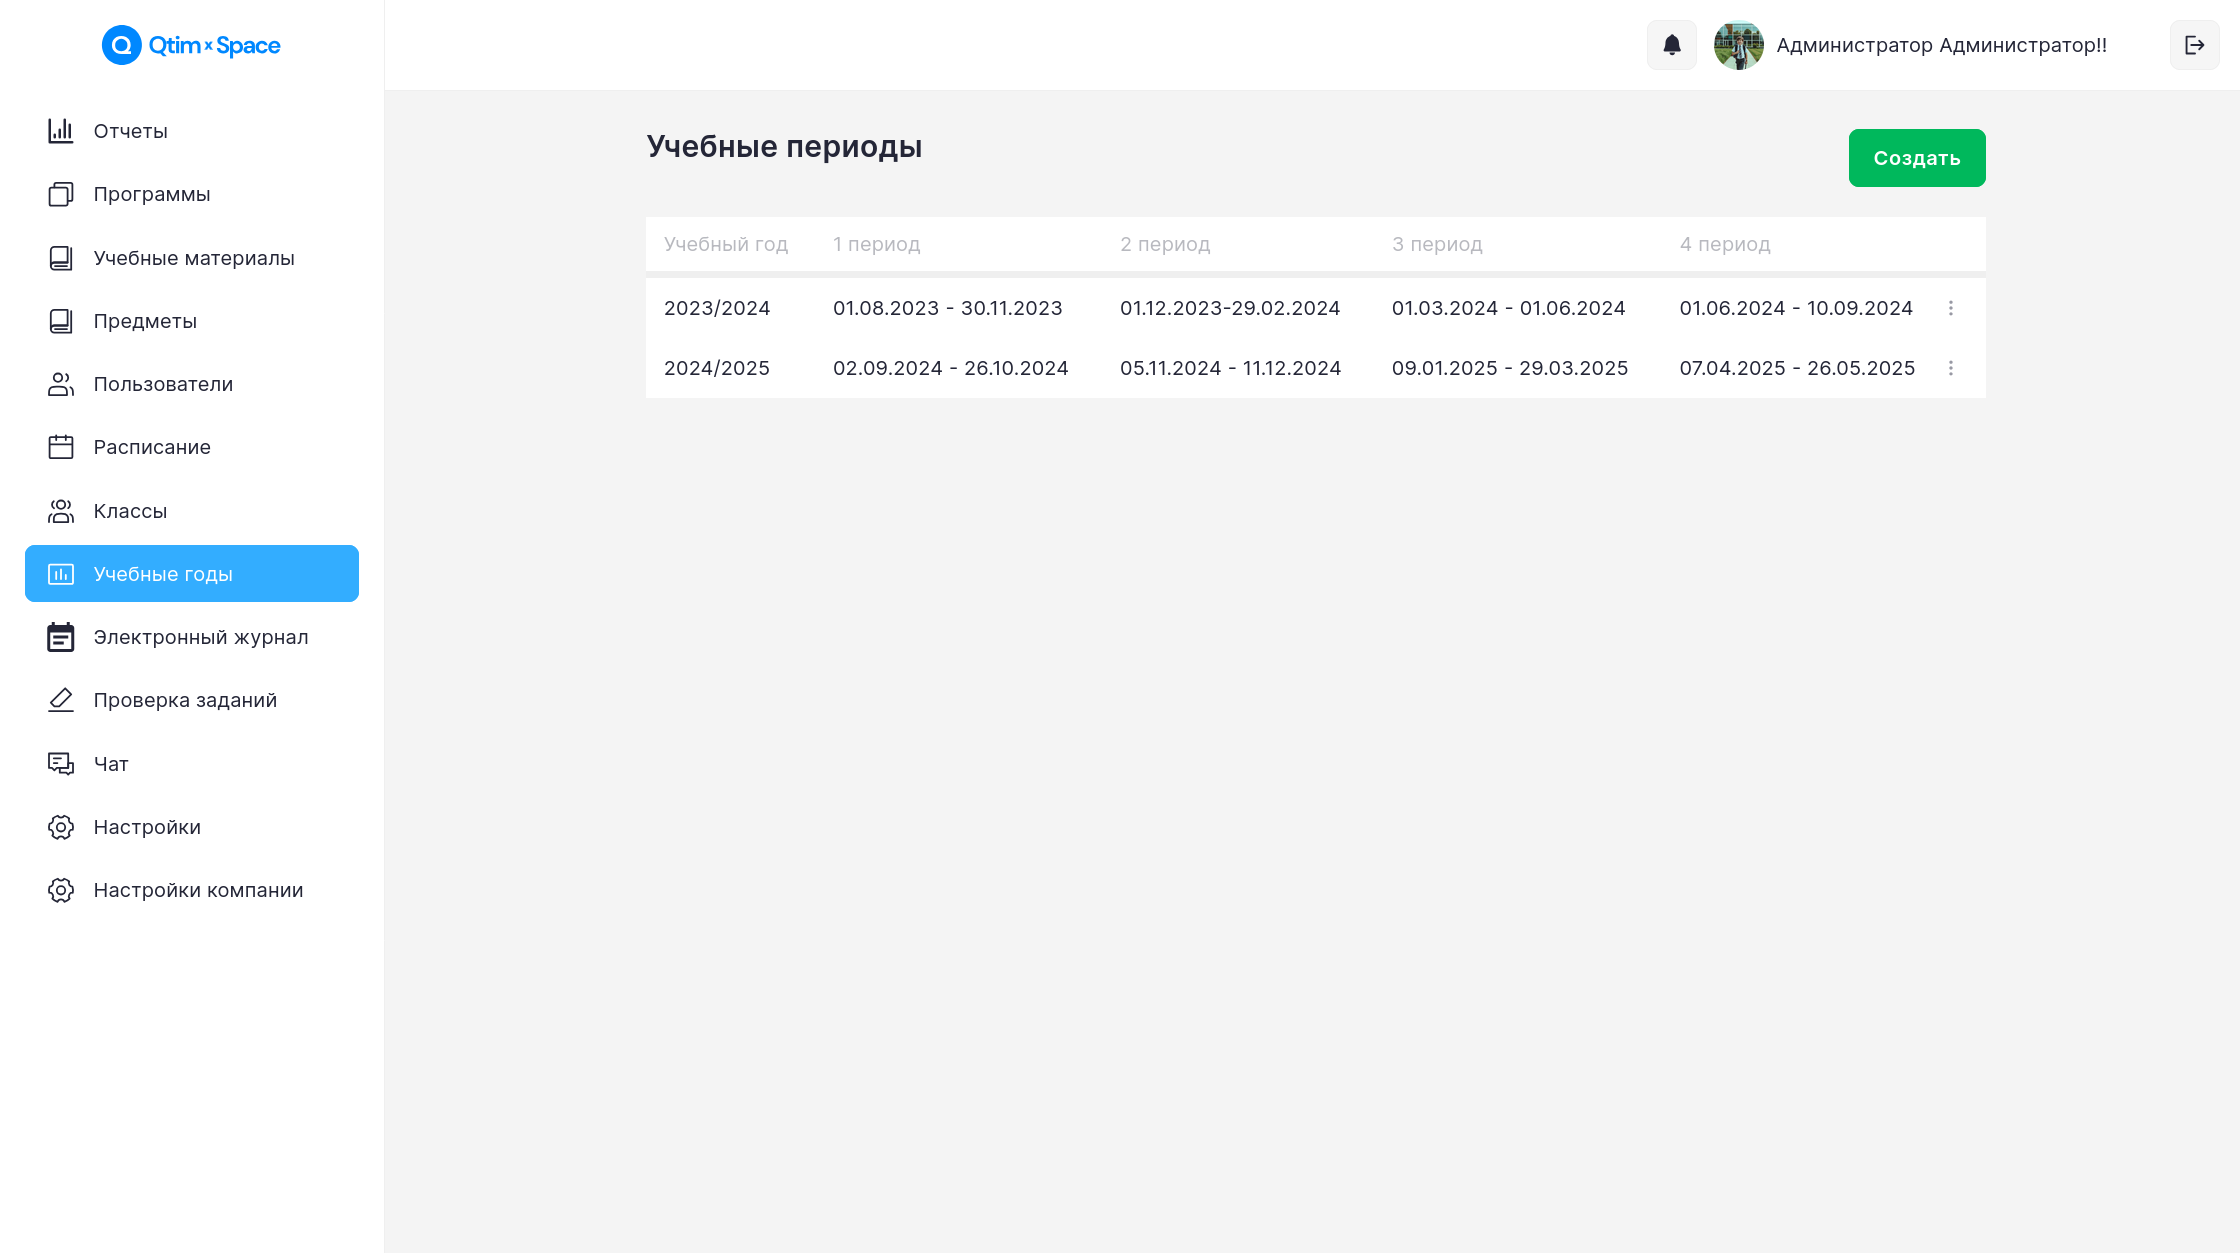 Qtim x Space
Администратор Администратор!!
Отчеты
Программы
Учебные материалы
Предметы
Пользователи
Расписание
Классы
Учебные годы
Электронный журнал
Проверка заданий
Чат
Настройки
Настройки компании
Учебные периоды
Создать
Учебный год 1 период 2 период 3 период 4 период
2023/2024 01.08.2023 - 30.11.2023 01.12.2023-29.02.2024 01.03.2024 - 01.06.2024 01.06.2024 - 10.09.2024
2024/2025 02.09.2024 - 26.10.2024 05.11.2024 - 11.12.2024 09.01.2025 - 29.03.2025 07.04.2025 - 26.05.2025